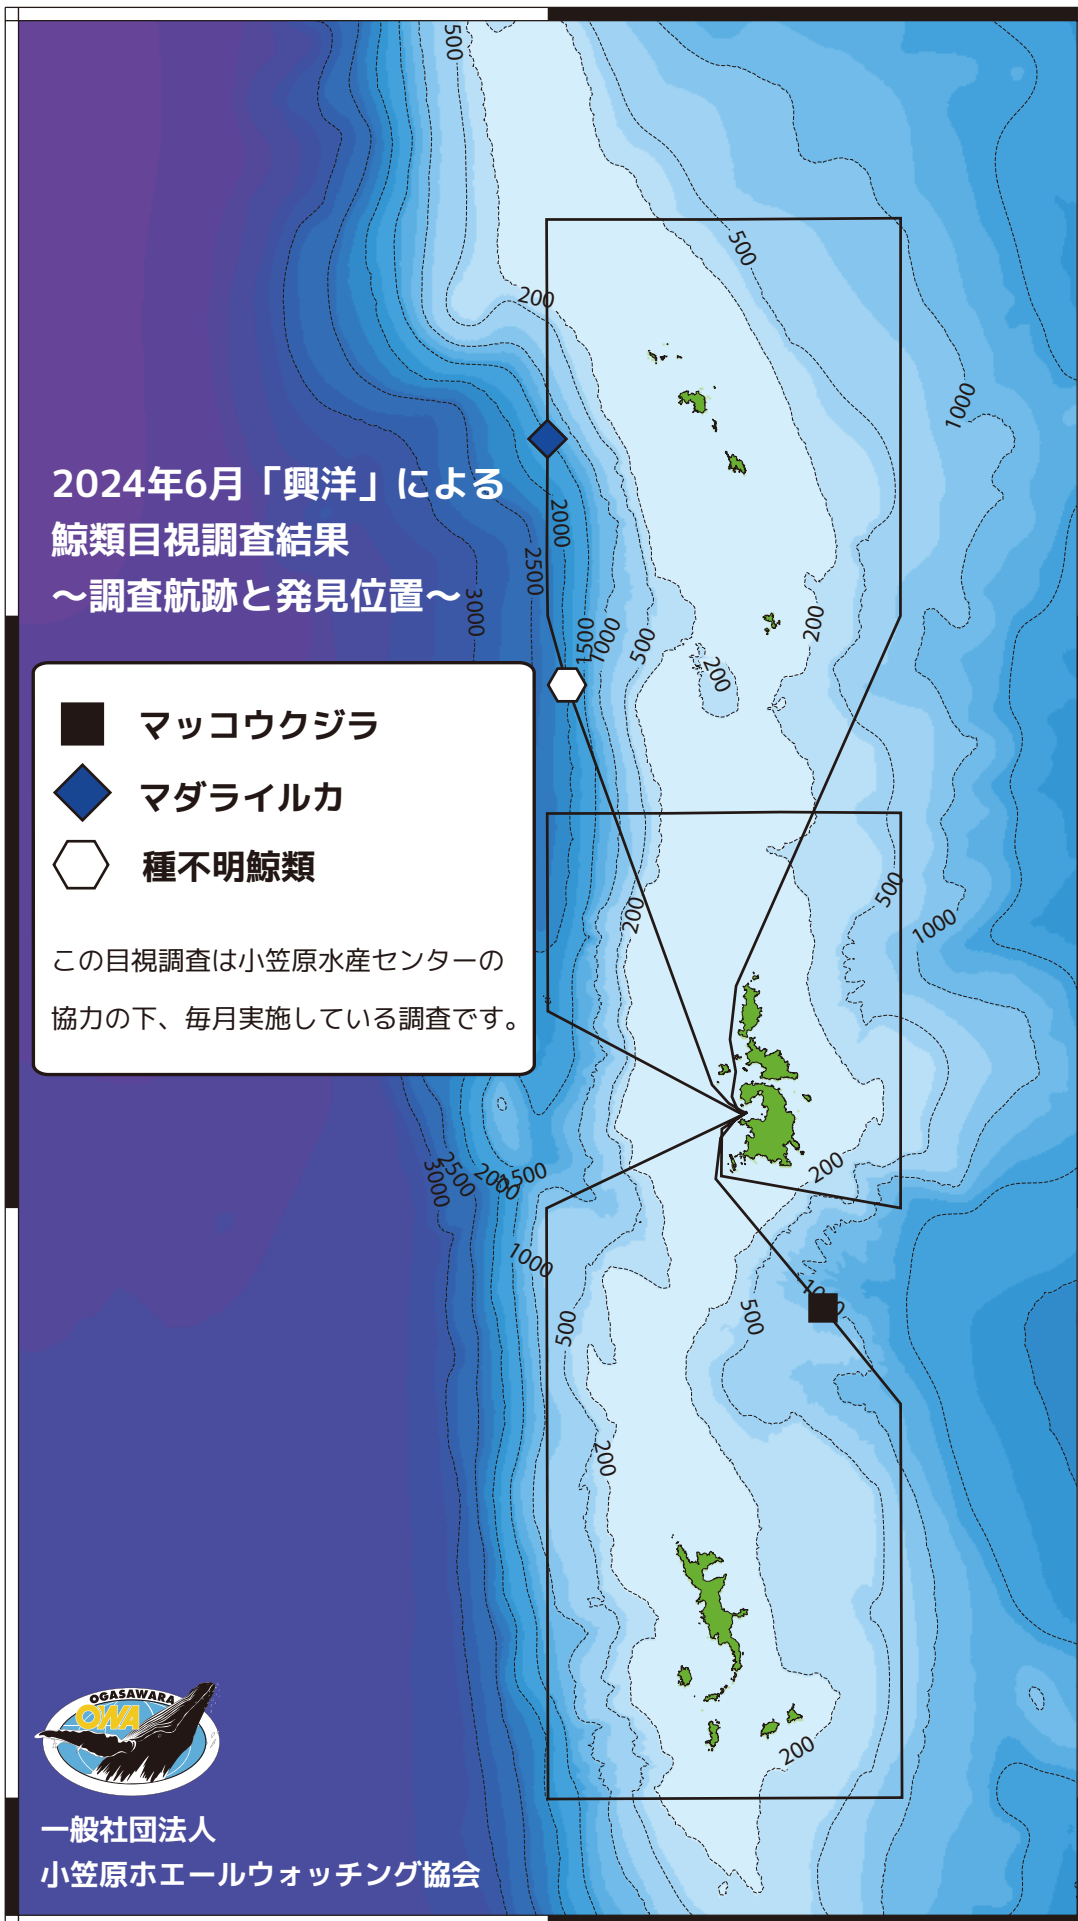 500
500
200
1000
2024年6月「興洋」による
鯨類目視調査結果
～調査航跡と発見位置～
2000
2500
3000
1500
1000
500
200
200
マッコウクジラ
マダライルカ
種不明鯨類
この目視調査は小笠原水産センターの
協力の下、毎月実施している調査です。
500
200
1000
3000
2500
2000
1500
200
1000
500
500
1000
200
200
OGASAWARA
OWA
一般社団法人
小笠原ホエールウォッチング協会